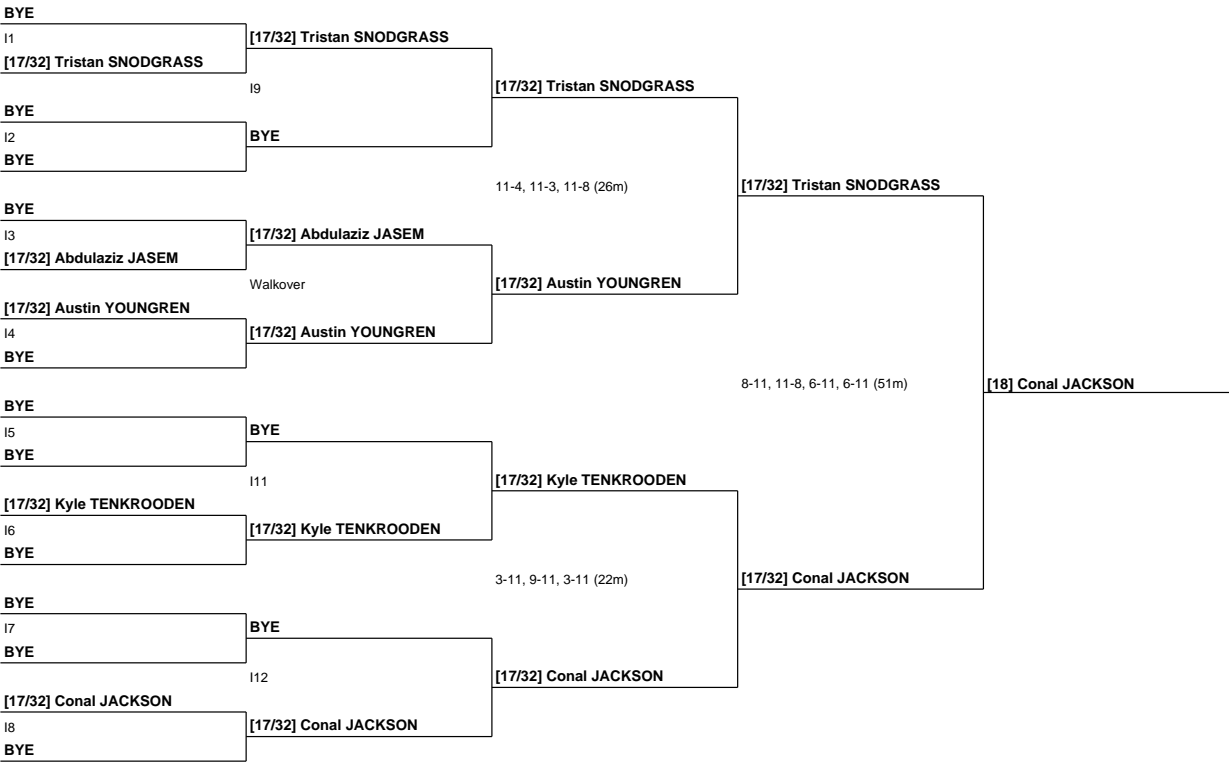 BYE
I1
[17/32] Tristan SNODGRASS
[17/32] Tristan SNODGRASS
I9
[17/32] Tristan SNODGRASS
BYE
I2
BYE
BYE
11-4, 11-3, 11-8 (26m)
[17/32] Tristan SNODGRASS
BYE
I3
[17/32] Abdulaziz JASEM
[17/32] Abdulaziz JASEM
Walkover
[17/32] Austin YOUNGREN
[17/32] Austin YOUNGREN
I4
[17/32] Austin YOUNGREN
BYE
8-11, 11-8, 6-11, 6-11 (51m)
[18] Conal JACKSON
BYE
I5
BYE
BYE
I11
[17/32] Kyle TENKROODEN
[17/32] Kyle TENKROODEN
I6
[17/32] Kyle TENKROODEN
BYE
3-11, 9-11, 3-11 (22m)
[17/32] Conal JACKSON
BYE
I7
BYE
BYE
I12
[17/32] Conal JACKSON
[17/32] Conal JACKSON
I8
[17/32] Conal JACKSON
BYE